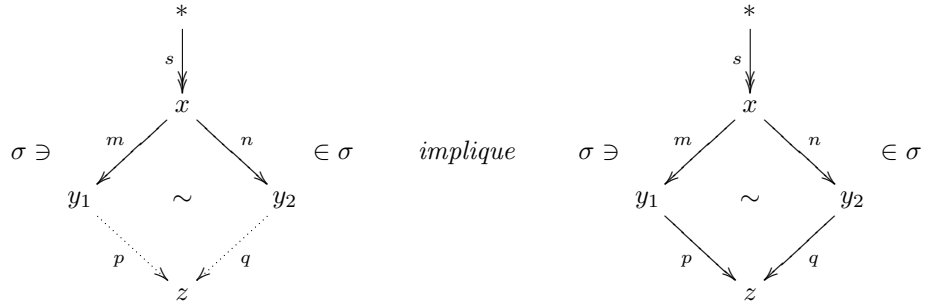 * *
s s
x x
m n m n
σ ∋ ∈ σ implique σ ∋ ∈ σ
y₁ ∼ y₂ y₁ ∼ y₂
p q p q
z z